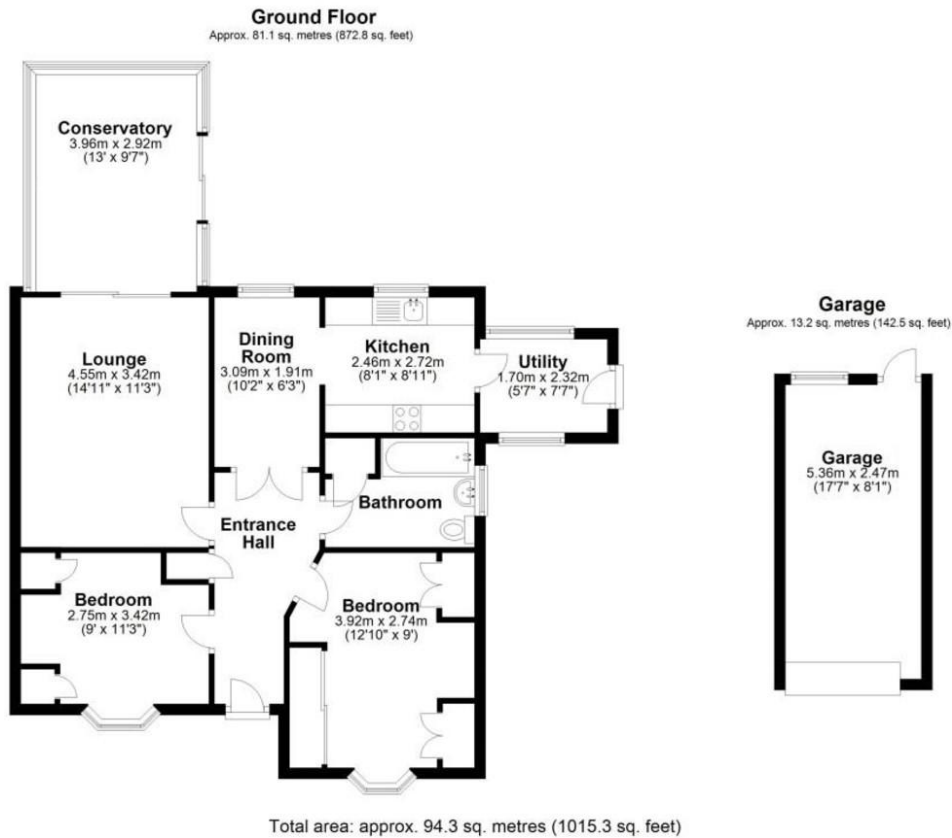 Ground Floor
Approx. 81.1 sq. metres (872.8 sq. feet)
Conservatory
3.96m x 2.92m
(13' x 9'7")
Lounge
4.55m x 3.42m
(14'11" x 11'3")
Dining
Room
3.09m x 1.91m
(10'2" x 6'3")
Kitchen
2.46m x 2.72m
(8'1" x 8'11")
Utility
1.70m x 2.32m
(5'7" x 7'7")
Bathroom
Entrance
Hall
Bedroom
2.75m x 3.42m
(9' x 11'3")
Bedroom
3.92m x 2.74m
(12'10" x 9')
Garage
Approx. 13.2 sq. metres (142.5 sq. feet)
Garage
5.36m x 2.47m
(17'7" x 8'1")
Total area: approx. 94.3 sq. metres (1015.3 sq. feet)